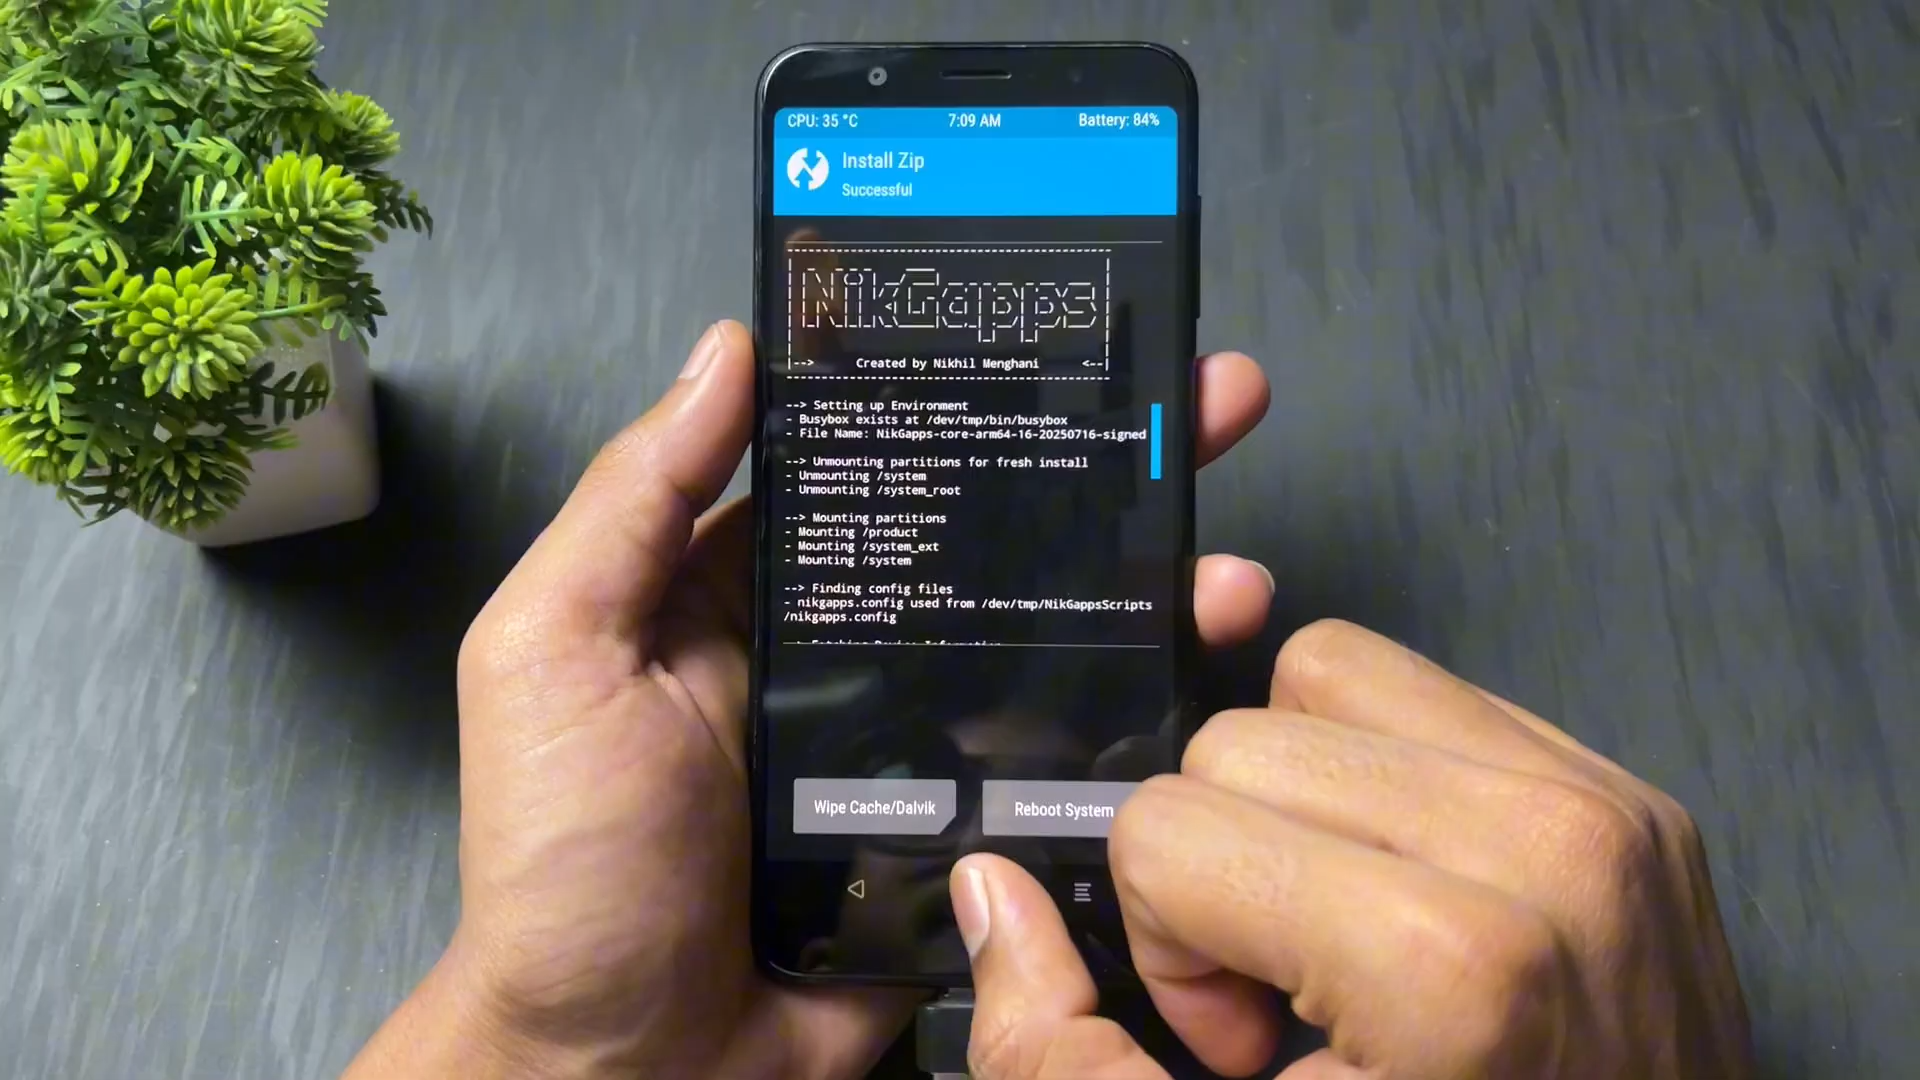 CPU: 35 °C 7:09 AM Battery: 84%
Install Zip
Successful
NikGapps
--> Created by Nikhil Menghani <--
--> Setting up Environment
- Busybox exists at /dev/tmp/bin/busybox
- File Name: NikGapps-core-arm64-16-20250716-signed
--> Unmounting partitions for fresh install
- Unmounting /system
- Unmounting /system_root
--> Mounting partitions
- Mounting /product
- Mounting /system_ext
- Mounting /system
--> Finding config files
- nikgapps.config used from /dev/tmp/NikGappsScripts
/nikgapps.config
Wipe Cache/Dalvik
Reboot System